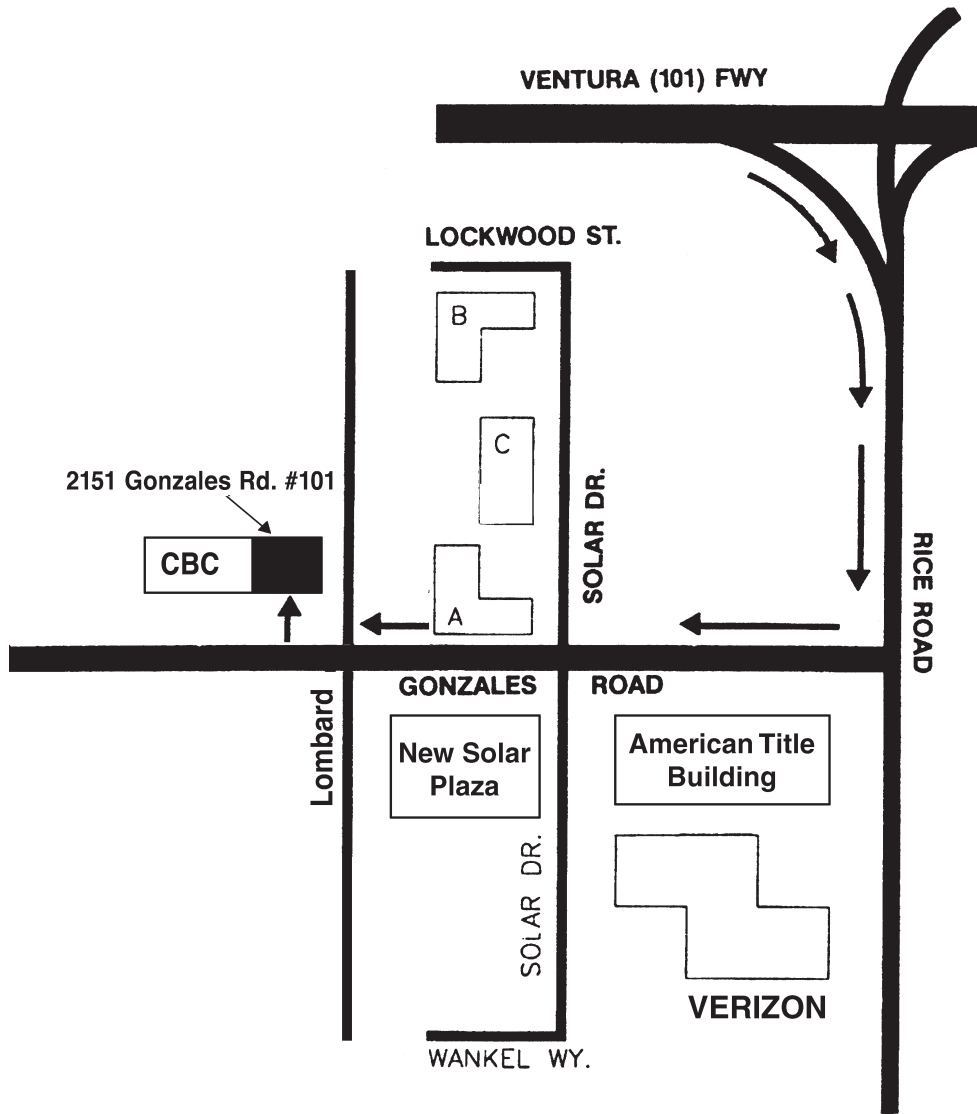 VENTURA (101) FWY
LOCKWOOD ST.
B
C
2151 Gonzales Rd. #101
SOLAR DR.
CBC
RICE ROAD
A
GONZALES ROAD
Lombard
New Solar
Plaza
American Title
Building
SOLAR DR.
VERIZON
WANKEL WY.